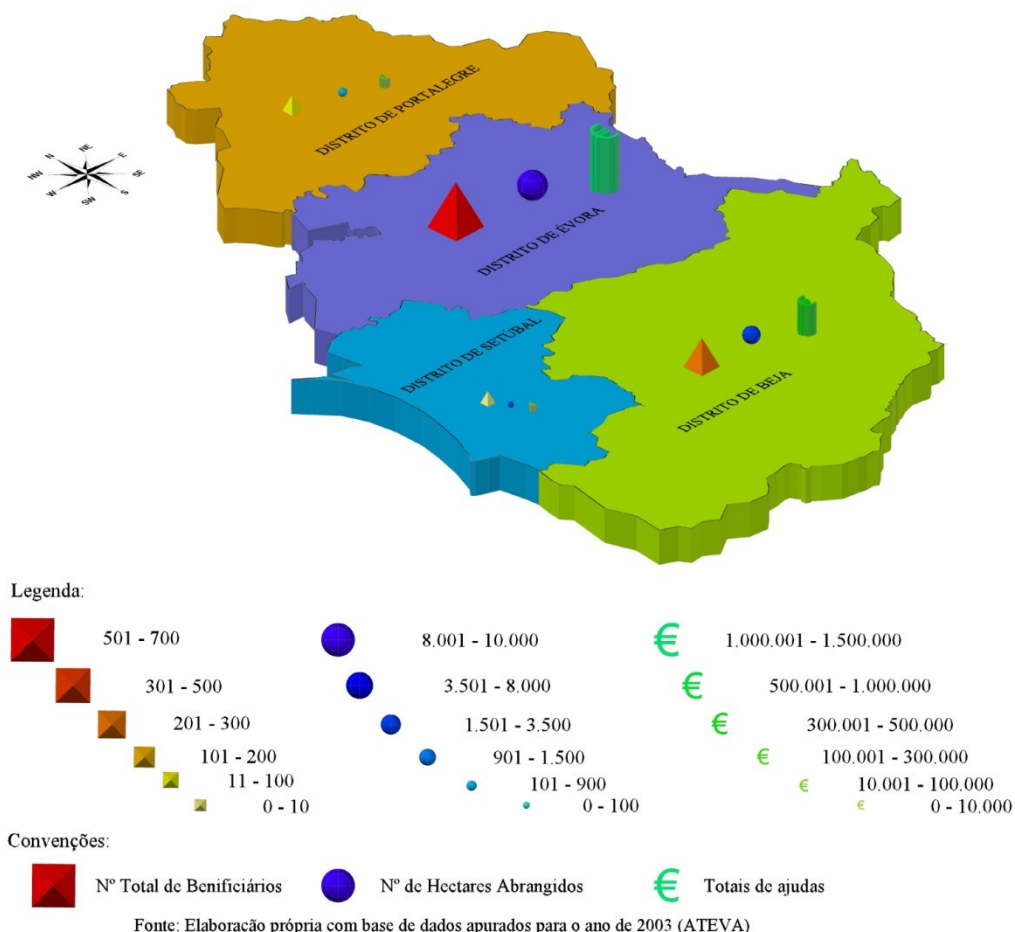 DISTRITO DE PORTALEGRE
N
NE
E
SE
S
SW
W
NW
DISTRITO DE ÉVORA
DISTRITO DE SETÚBAL
DISTRITO DE BEJA
Legenda:
501 - 700 8.001 - 10.000 € 1.000.001 - 1.500.000
301 - 500 3.501 - 8.000 € 500.001 - 1.000.000
201 - 300 1.501 - 3.500 € 300.001 - 500.000
101 - 200 901 - 1.500 € 100.001 - 300.000
11 - 100 101 - 900 € 10.001 - 100.000
0 - 10 0 - 100 € 0 - 10.000
Convenções:
Nº Total de Benificiários Nº de Hectares Abrangidos € Totais de ajudas
Fonte: Elaboração própria com base de dados apurados para o ano de 2003 (ATEVA)